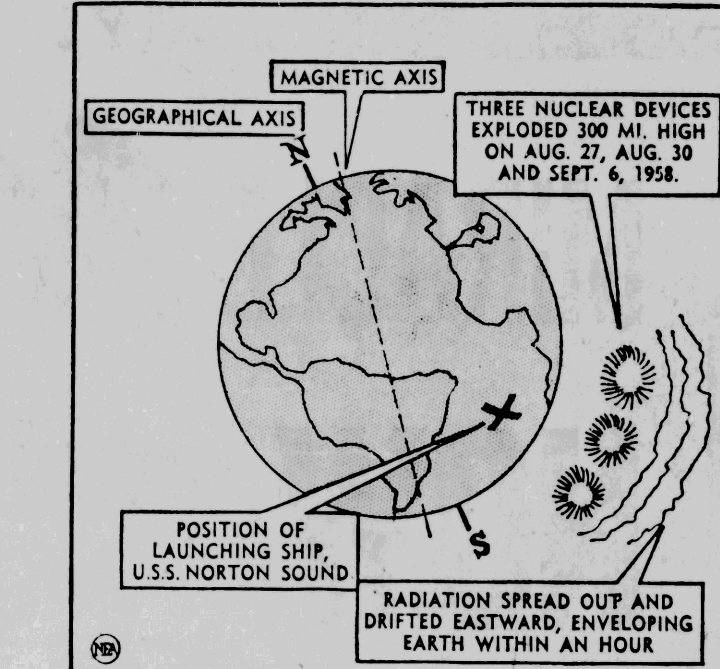 MAGNETIC AXIS
GEOGRAPHICAL AXIS
THREE NUCLEAR DEVICES
EXPLODED 300 MI. HIGH
ON AUG. 27, AUG. 30
AND SEPT. 6, 1958.
N
S
POSITION OF
LAUNCHING SHIP,
U.S.S. NORTON SOUND
RADIATION SPREAD OUT AND
DRIFTED EASTWARD, ENVELOPING
EARTH WITHIN AN HOUR
NEA